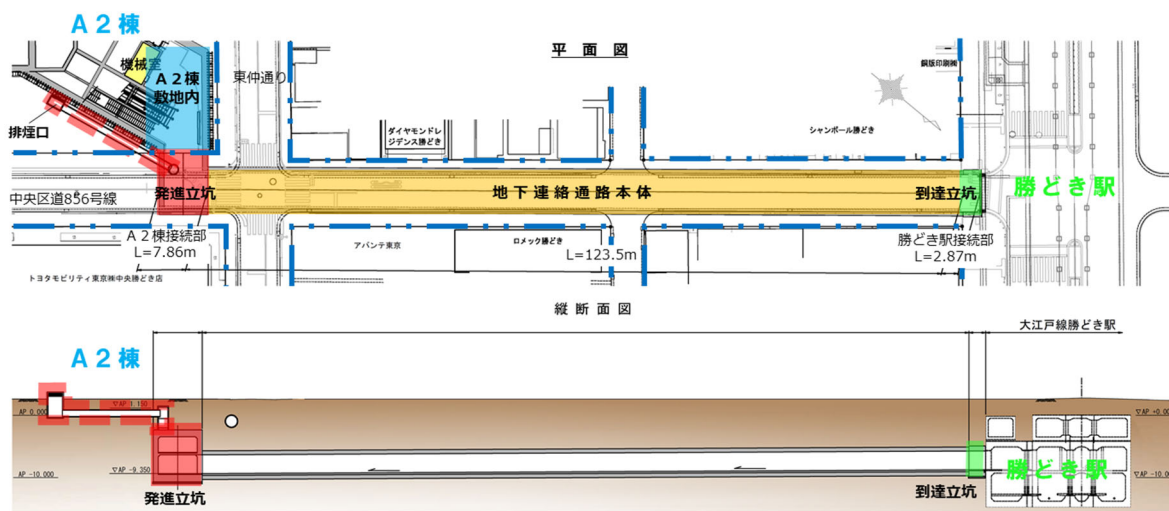 A2棟
平面図
機械室
A2棟
敷地内
東仲通り
銅版印刷㈱
排煙口
ダイヤモンドレ
ジデンス勝どき
シャンボール勝どき
中央区道856号線
発進立坑
地下連絡通路本体
到達立坑
勝どき駅
A2棟接続部
L=7.86m
アバンテ東京
ロメック勝どき
L=123.5m
勝どき駅接続部
L=2.87m
トヨタモビリティ東京㈱中央勝どき店
縦断面図
大江戸線勝どき駅
A2棟
▽AP 1.150
AP 0.000
AP +0.00
▽AP -9.350
AP -10.000
AP -10.00
勝どき駅
発進立坑
到達立坑